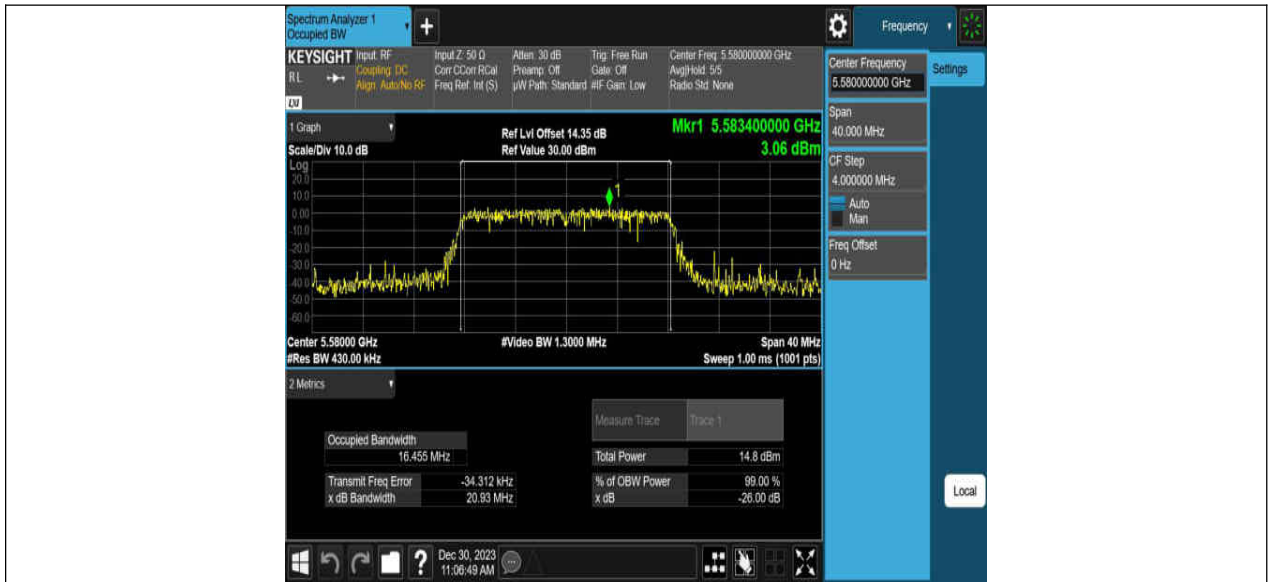 Spectrum Analyzer 1
Occupied BW
+
Frequency
KEYSIGHT
RL
LXI
Input: RF
Coupling: DC
Align: Auto/No RF
Input Z: 50 Ω
Corr CCorr RCal
Freq Ref: Int (S)
Atten: 30 dB
Preamp: Off
µW Path: Standard
Trig: Free Run
Gate: Off
#IF Gain: Low
Center Freq: 5.580000000 GHz
Avg|Hold: 5/5
Radio Std: None
Center Frequency
5.580000000 GHz
Settings
Span
40.000 MHz
CF Step
4.000000 MHz
Auto
Man
Freq Offset
0 Hz
Local
1 Graph
Scale/Div 10.0 dB
Ref Lvl Offset 14.35 dB
Ref Value 30.00 dBm
Mkr1 5.583400000 GHz
3.06 dBm
Log
20.0
10.0
0.00
-10.0
-20.0
-30.0
-40.0
-50.0
-60.0
1
Center 5.58000 GHz
#Res BW 430.00 kHz
#Video BW 1.3000 MHz
Span 40 MHz
Sweep 1.00 ms (1001 pts)
2 Metrics
Measure Trace Trace 1
Occupied Bandwidth
16.455 MHz
Total Power 14.8 dBm
Transmit Freq Error -34.312 kHz
% of OBW Power 99.00 %
x dB Bandwidth 20.93 MHz
x dB -26.00 dB
?
Dec 30, 2023
11:06:49 AM